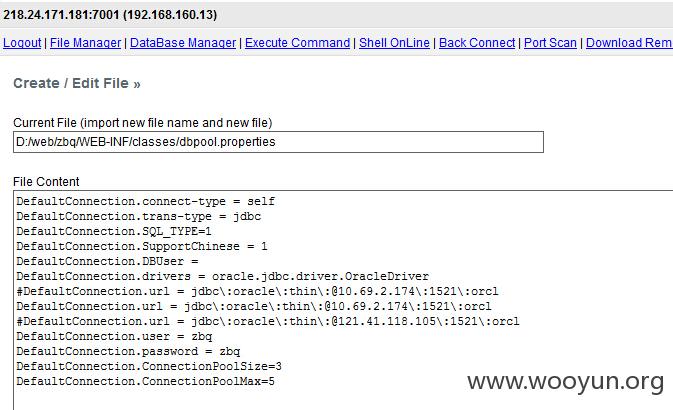 218.24.171.181:7001 (192.168.160.13)
Logout | File Manager | DataBase Manager | Execute Command | Shell OnLine | Back Connect | Port Scan | Download Rem
Create / Edit File »
Current File (import new file name and new file)
D:/web/zbq/WEB-INF/classes/dbpool.properties
File Content
DefaultConnection.connect-type = self
DefaultConnection.trans-type = jdbc
DefaultConnection.SQL_TYPE=1
DefaultConnection.SupportChinese = 1
DefaultConnection.DBUser =
DefaultConnection.drivers = oracle.jdbc.driver.OracleDriver
#DefaultConnection.url = jdbc\:oracle\:thin\:@10.69.2.174\:1521\:orcl
DefaultConnection.url = jdbc\:oracle\:thin\:@10.69.2.174\:1521\:orcl
#DefaultConnection.url = jdbc\:oracle\:thin\:@121.41.118.105\:1521\:orcl
DefaultConnection.user = zbq
DefaultConnection.password = zbq
DefaultConnection.ConnectionPoolSize=3
DefaultConnection.ConnectionPoolMax=5
www.wooyun.org